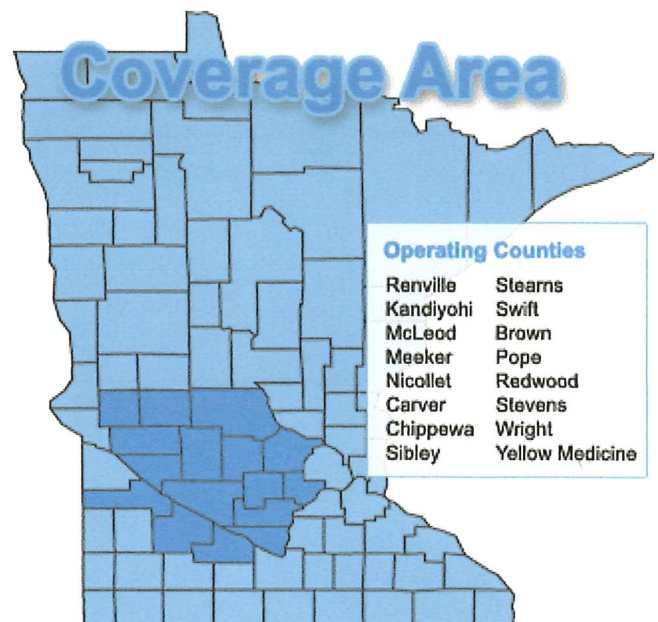 Coverage Area
Operating Counties
Renville Stearns
Kandiyohi Swift
McLeod Brown
Meeker Pope
Nicollet Redwood
Carver Stevens
Chippewa Wright
Sibley Yellow Medicine